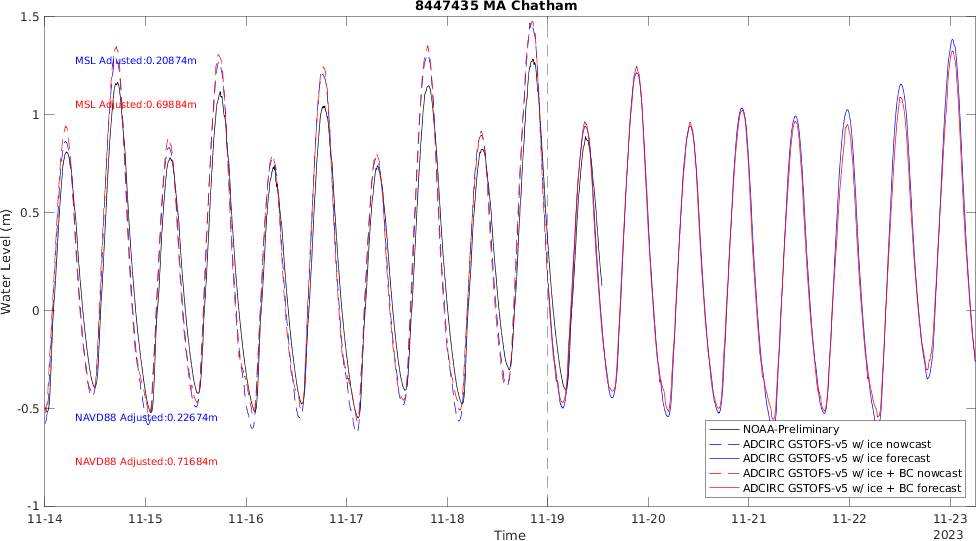 8447435 MA Chatham
1.5
1
0.5
0
-0.5
-1
Water Level (m)
MSL Adjusted:0.20874m
MSL Adjusted:0.69884m
NAVD88 Adjusted:0.22674m
NAVD88 Adjusted:0.71684m
NOAA-Preliminary
ADCIRC GSTOFS-v5 w/ ice nowcast
ADCIRC GSTOFS-v5 w/ ice forecast
ADCIRC GSTOFS-v5 w/ ice + BC nowcast
ADCIRC GSTOFS-v5 w/ ice + BC forecast
11-14 11-15 11-16 11-17 11-18 11-19 11-20 11-21 11-22 11-23
2023
Time